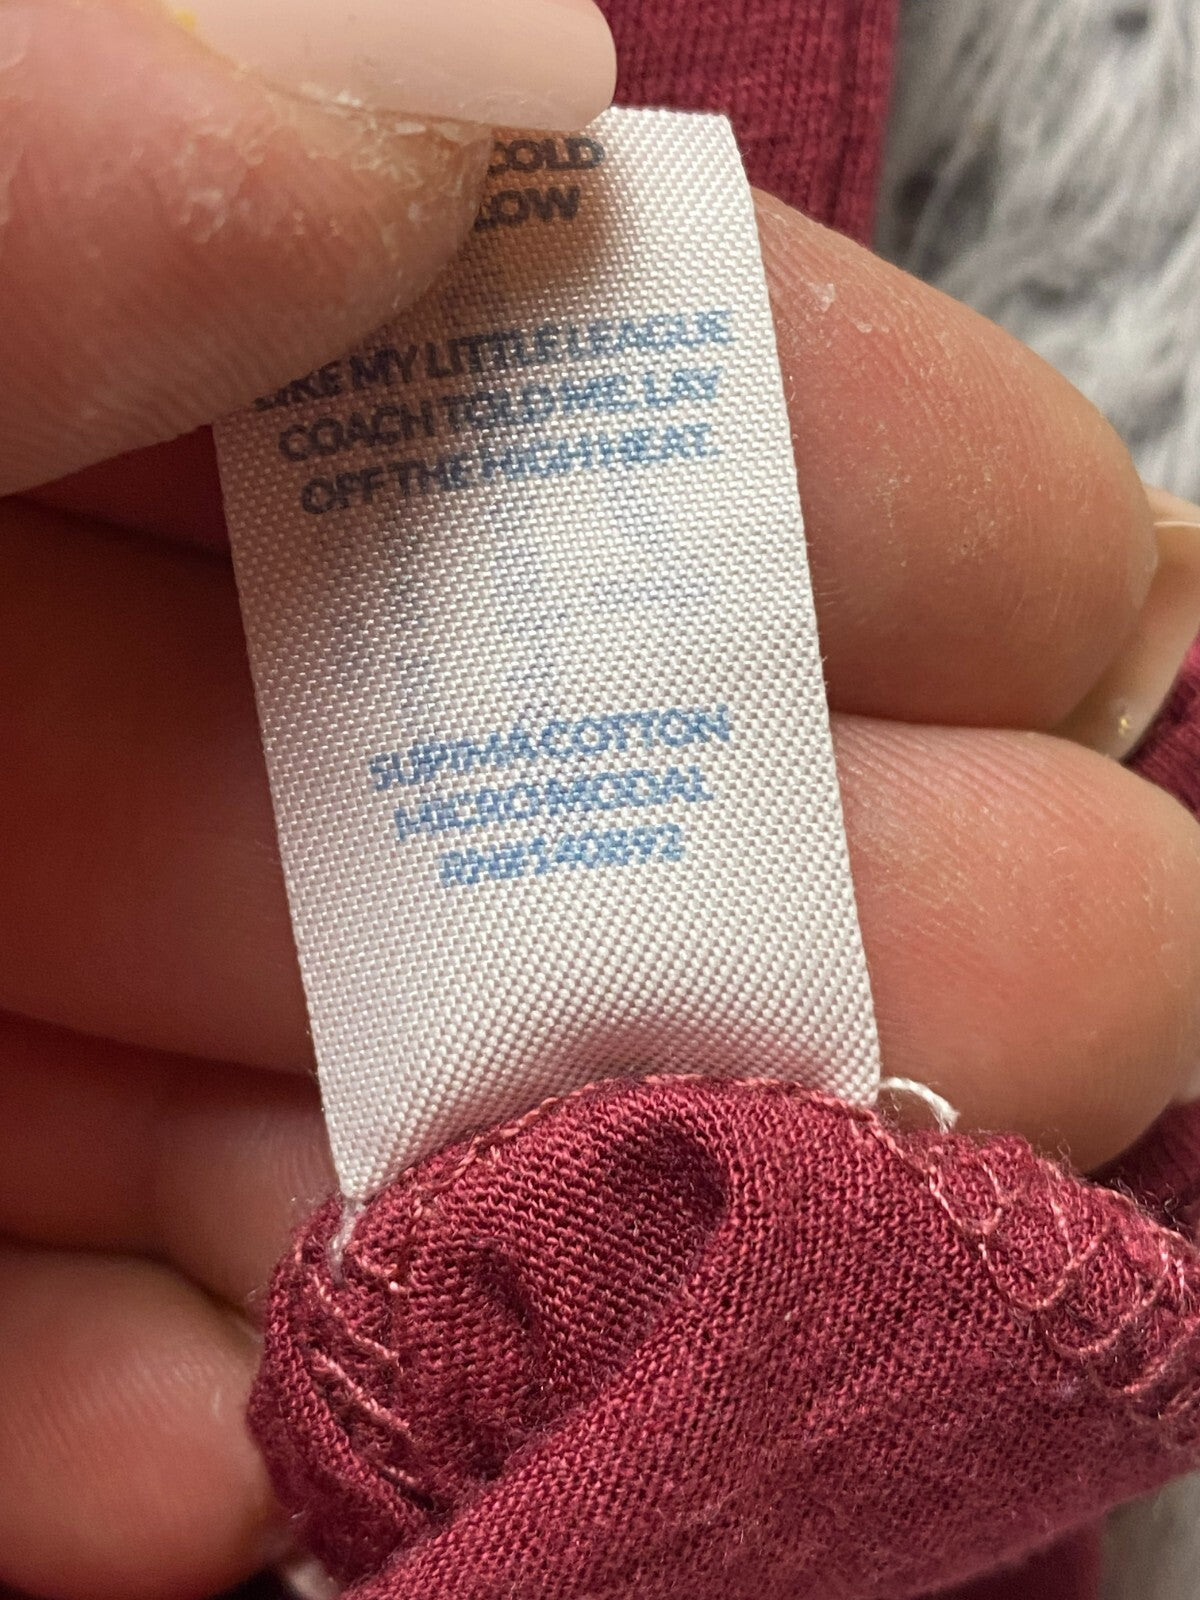 COLD
LOW
LIKE MY LITTLE LEAGUE
COACH TOLD ME, LAY
OFF THE HIGH HEAT.
SUPIMA COTTON
MICRO MODAL
RN#140892